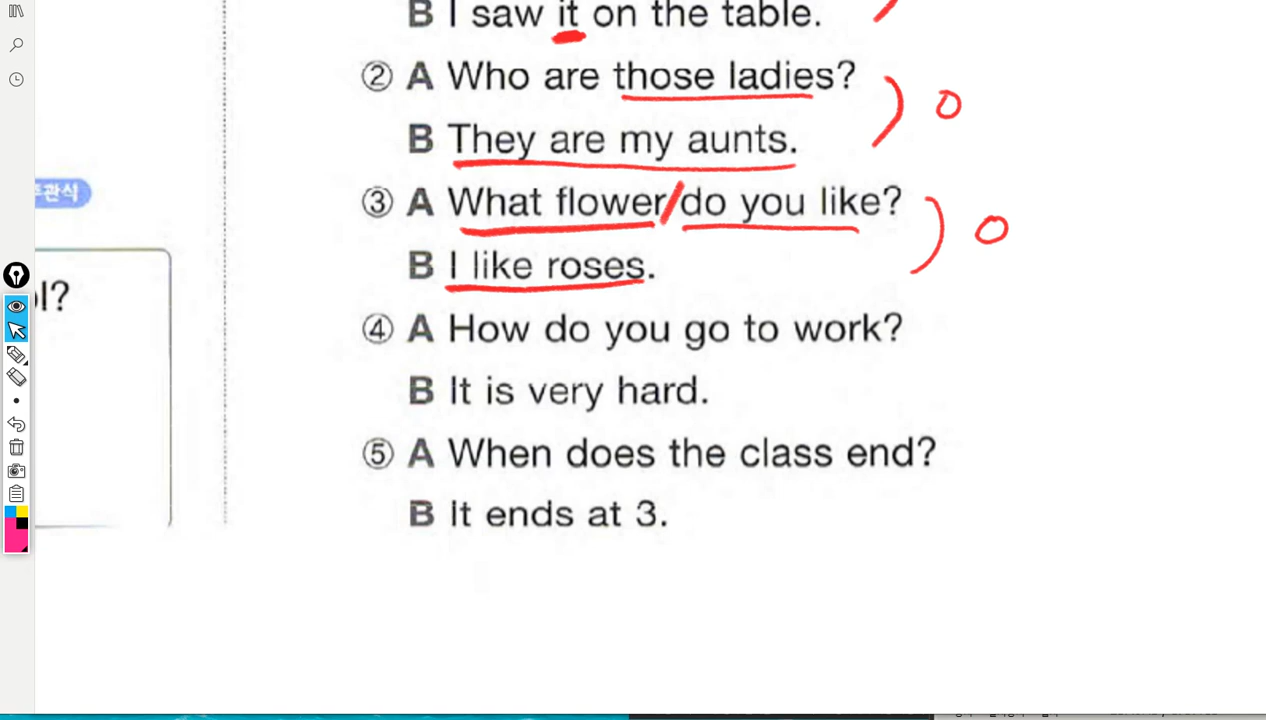 B I saw it on the table.
② A Who are those ladies?
B They are my aunts.
③ A What flower/do you like?
B I like roses.
④ A How do you go to work?
B It is very hard.
⑤ A When does the class end?
B It ends at 3.
관식
l?